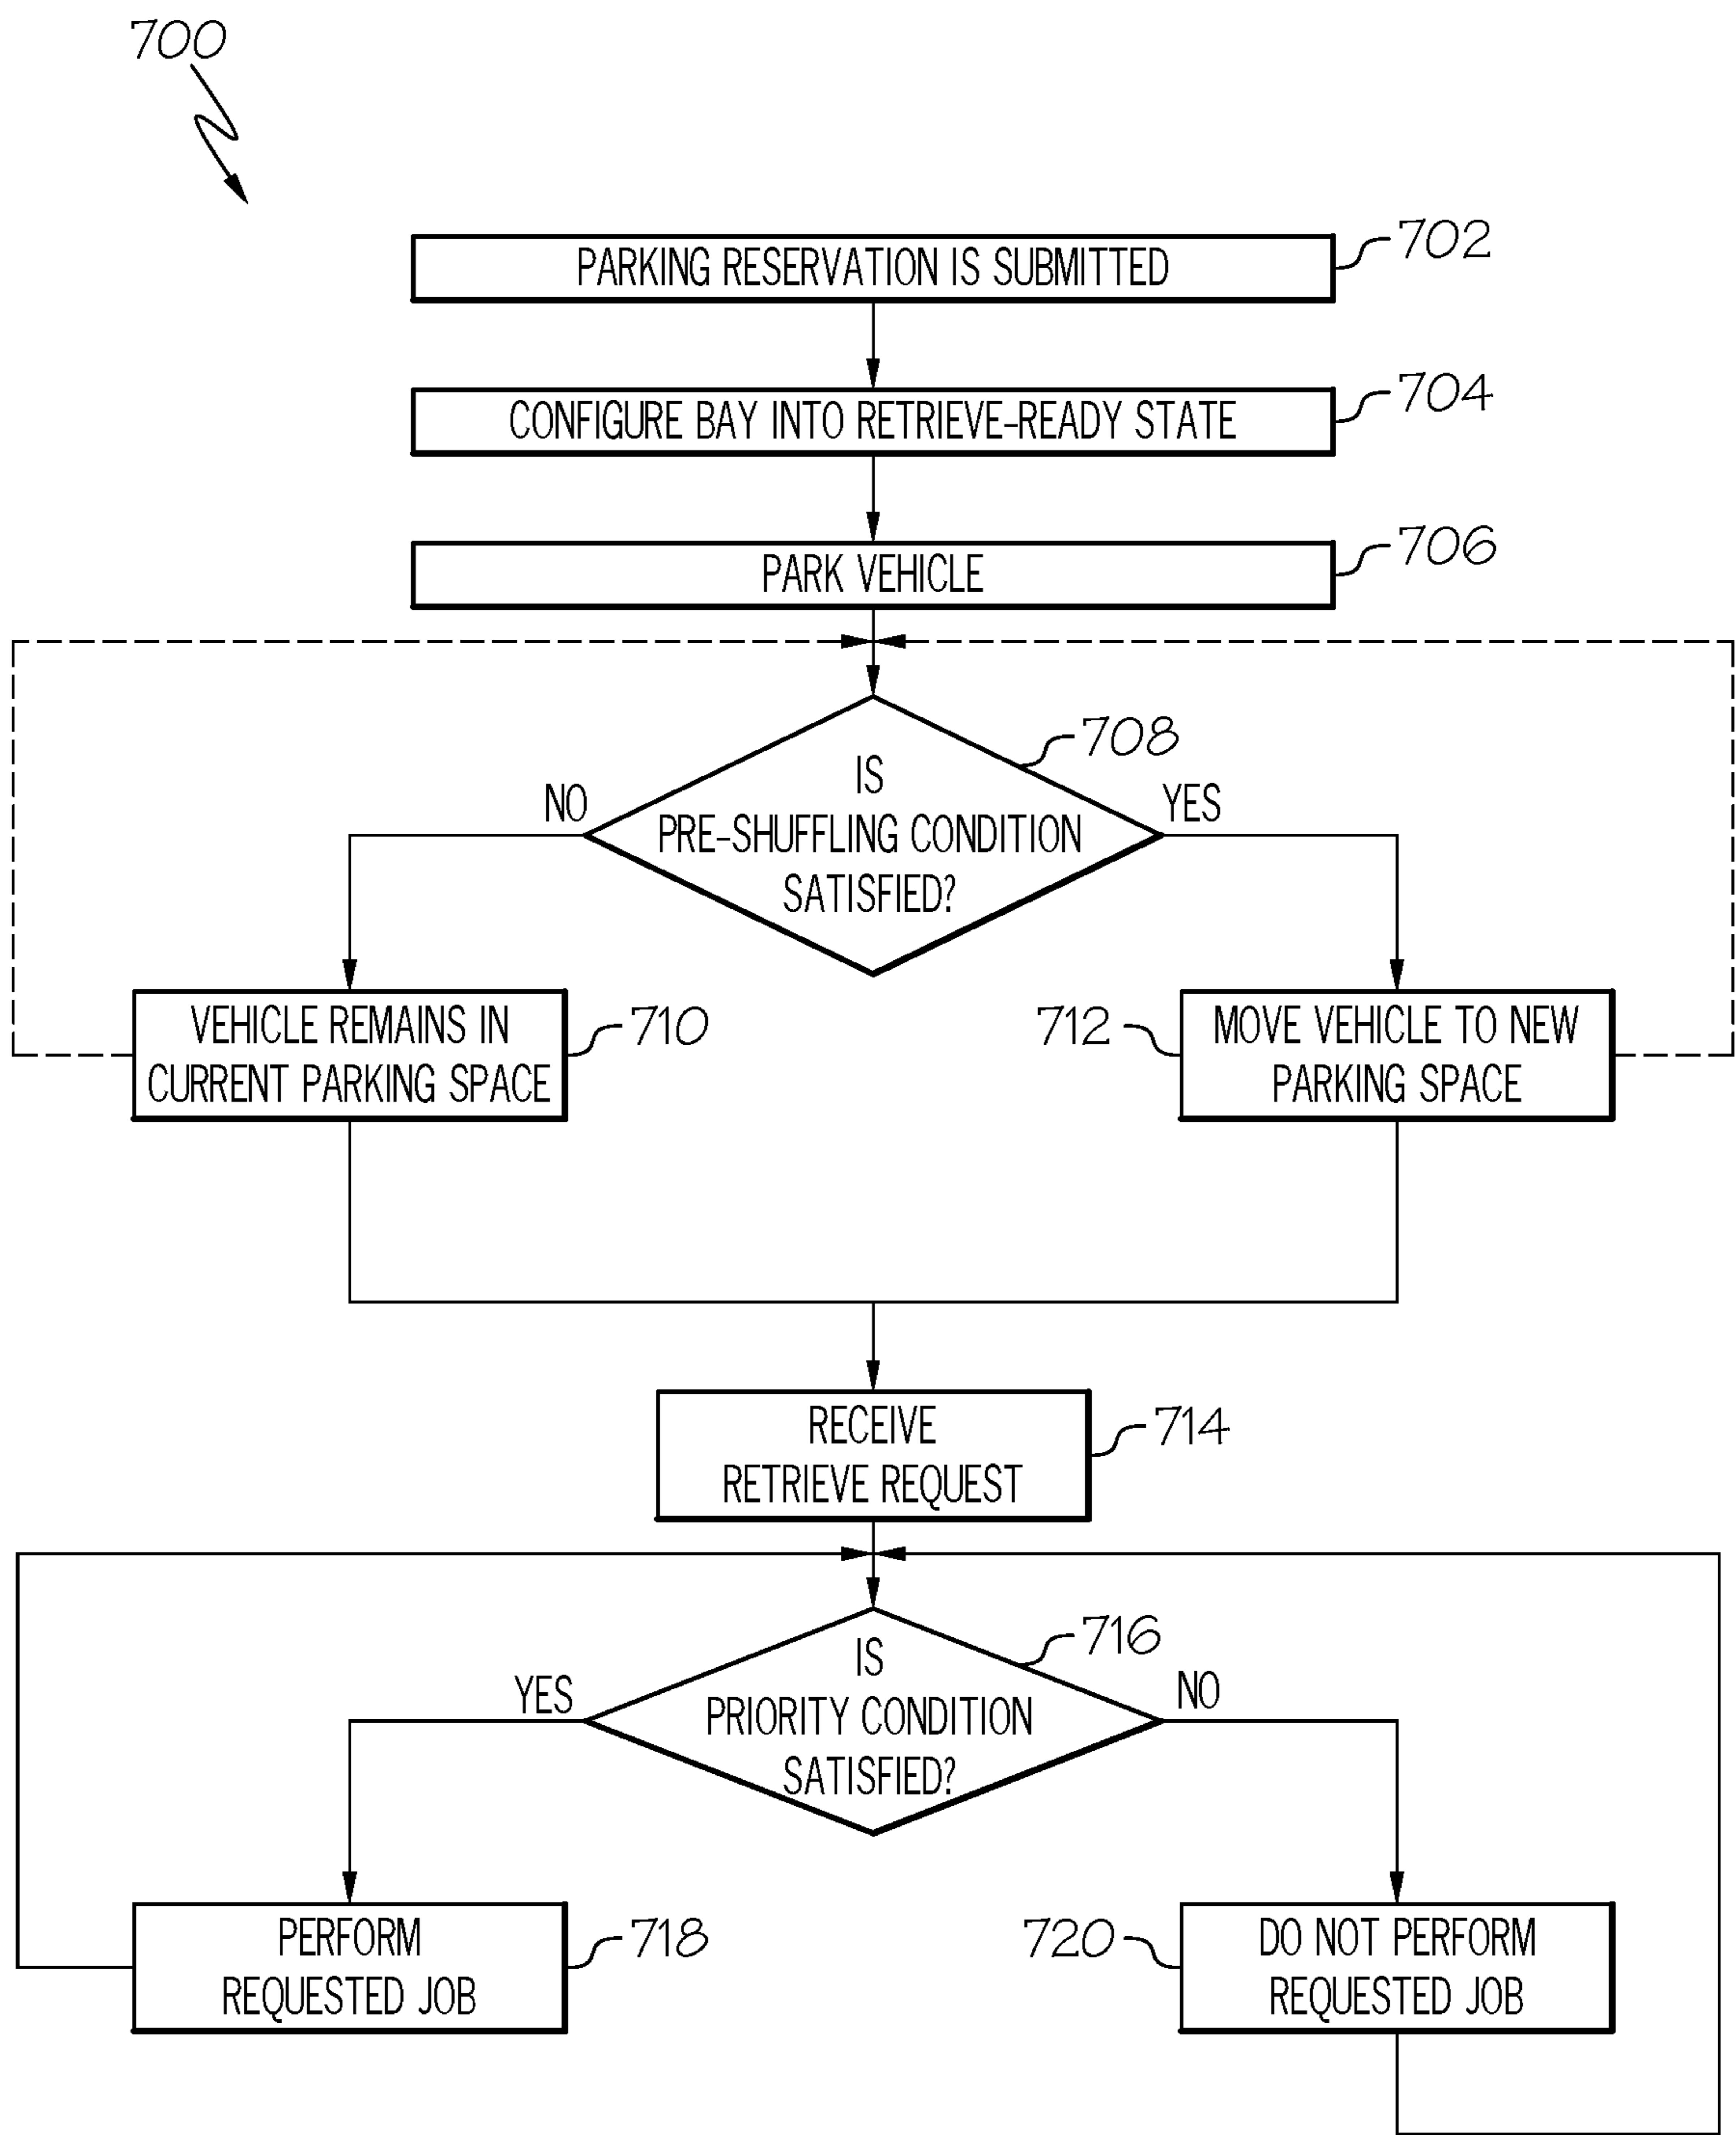 700
PARKING RESERVATION IS SUBMITTED
702
CONFIGURE BAY INTO RETRIEVE-READY STATE
704
PARK VEHICLE
706
708
IS
PRE-SHUFFLING CONDITION
SATISFIED?
NO
YES
VEHICLE REMAINS IN
CURRENT PARKING SPACE
710
712
MOVE VEHICLE TO NEW
PARKING SPACE
RECEIVE
RETRIEVE REQUEST
714
716
IS
PRIORITY CONDITION
SATISFIED?
YES
NO
PERFORM
REQUESTED JOB
718
720
DO NOT PERFORM
REQUESTED JOB